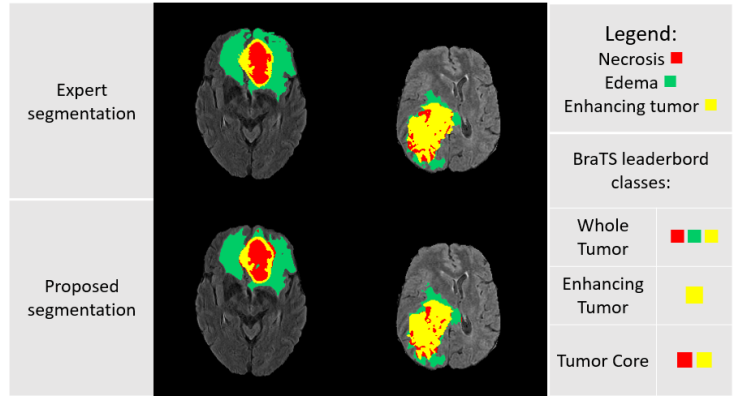 Expert
segmentation
Proposed
segmentation
Legend:
Necrosis
Edema
Enhancing tumor
BraTS leaderbord
classes:
Whole
Tumor
Enhancing
Tumor
Tumor Core